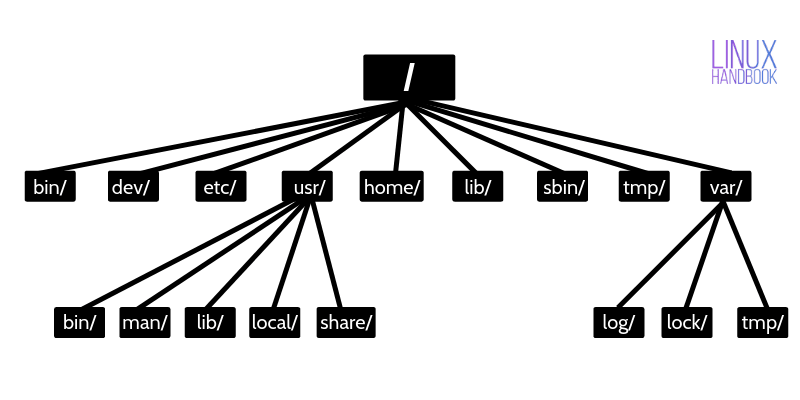 /
LINUX
HANDBOOK
bin/ dev/ etc/ usr/ home/ lib/ sbin/ tmp/ var/
bin/ man/ lib/ local/ share/ log/ lock/ tmp/